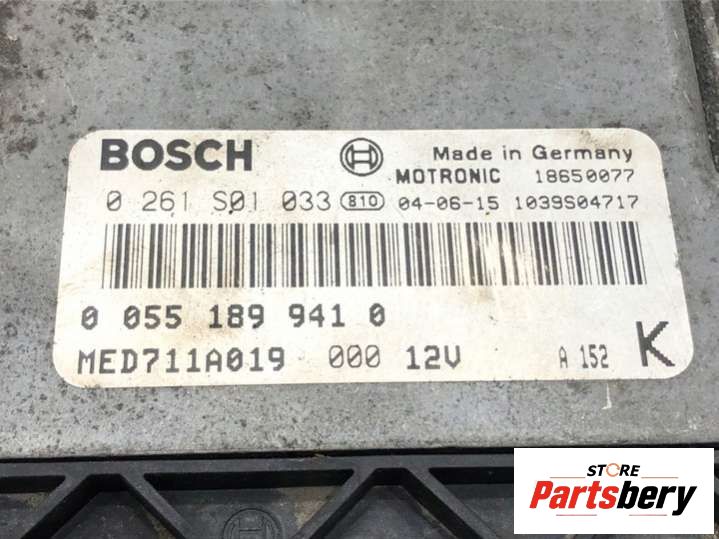 BOSCH
Made in Germany
MOTRONIC 18650077
0 261 S01 033 810 04-06-15 1039S04717
0 055 189 941 0
MED711A019 000 12V A 152 K
BOSCH
STORE
Partsbery